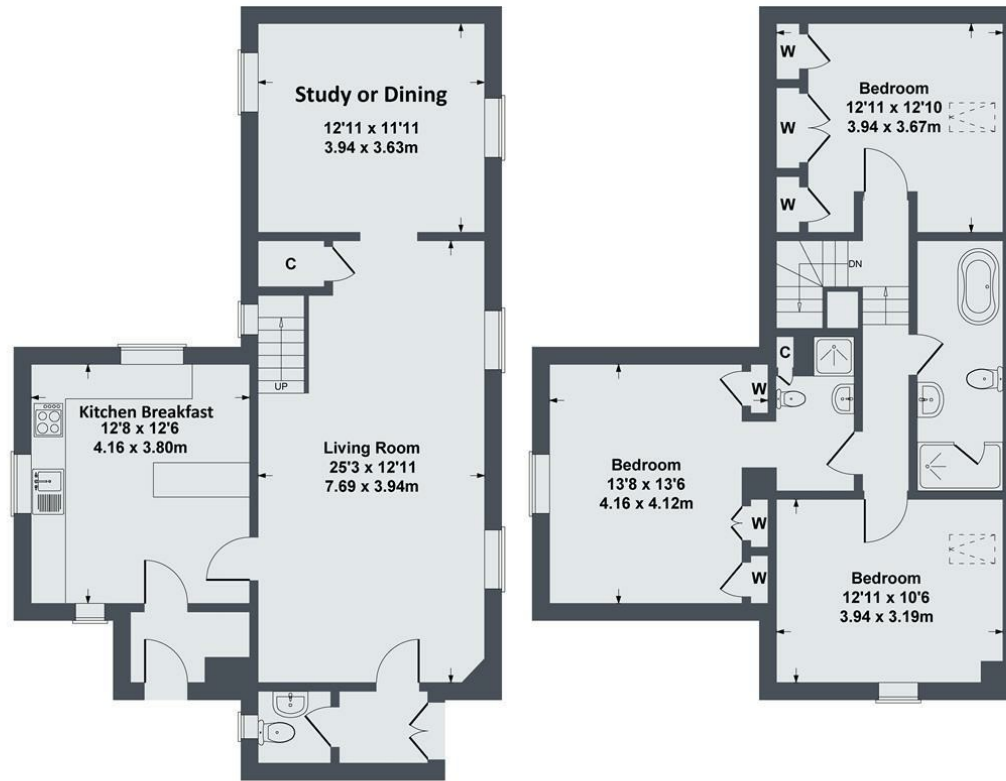 Study or Dining
12'11 x 11'11
3.94 x 3.63m
C
UP
Kitchen Breakfast
12'8 x 12'6
4.16 x 3.80m
Living Room
25'3 x 12'11
7.69 x 3.94m
W
W
W
Bedroom
12'11 x 12'10
3.94 x 3.67m
DN
C
W
Bedroom
13'8 x 13'6
4.16 x 4.12m
W
W
Bedroom
12'11 x 10'6
3.94 x 3.19m